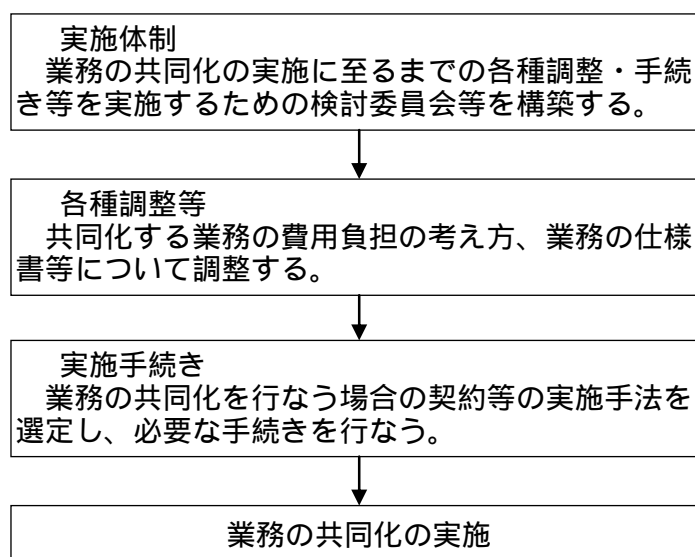 実施体制
業務の共同化の実施に至るまでの各種調整・手続
き等を実施するための検討委員会等を構築する。
各種調整等
共同化する業務の費用負担の考え方、業務の仕様
書等について調整する。
実施手続き
業務の共同化を行なう場合の契約等の実施手法を
選定し、必要な手続きを行なう。
業務の共同化の実施